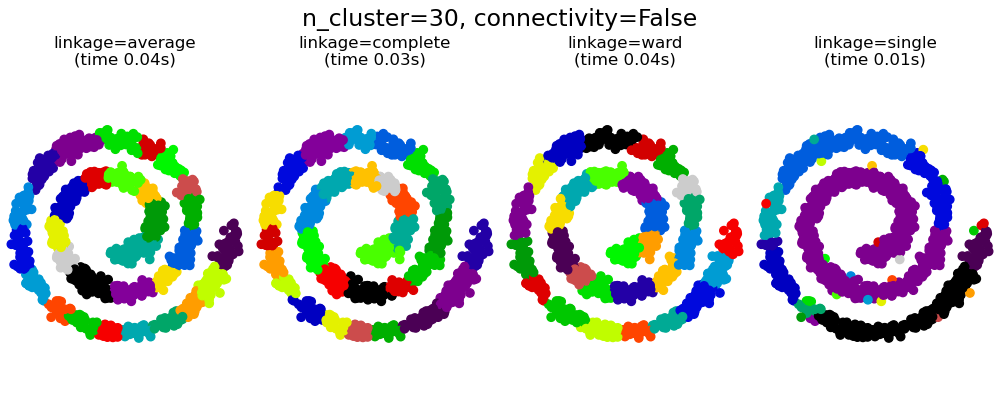 n_cluster=30, connectivity=False
linkage=average
(time 0.04s)
linkage=complete
(time 0.03s)
linkage=ward
(time 0.04s)
linkage=single
(time 0.01s)